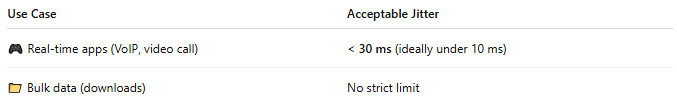 Use Case Acceptable Jitter
🎮 Real-time apps (VoIP, video call) < 30 ms (ideally under 10 ms)
📁 Bulk data (downloads) No strict limit